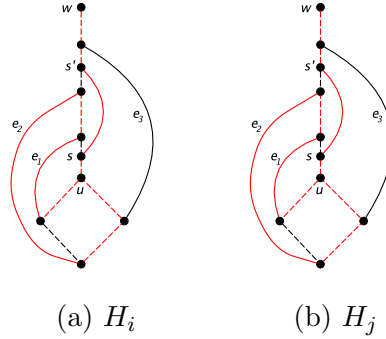 w w
s' s'
e₃ e₃
e₂ e₂
e₁ e₁
s s
u u
(a) Hᵢ (b) Hⱼ